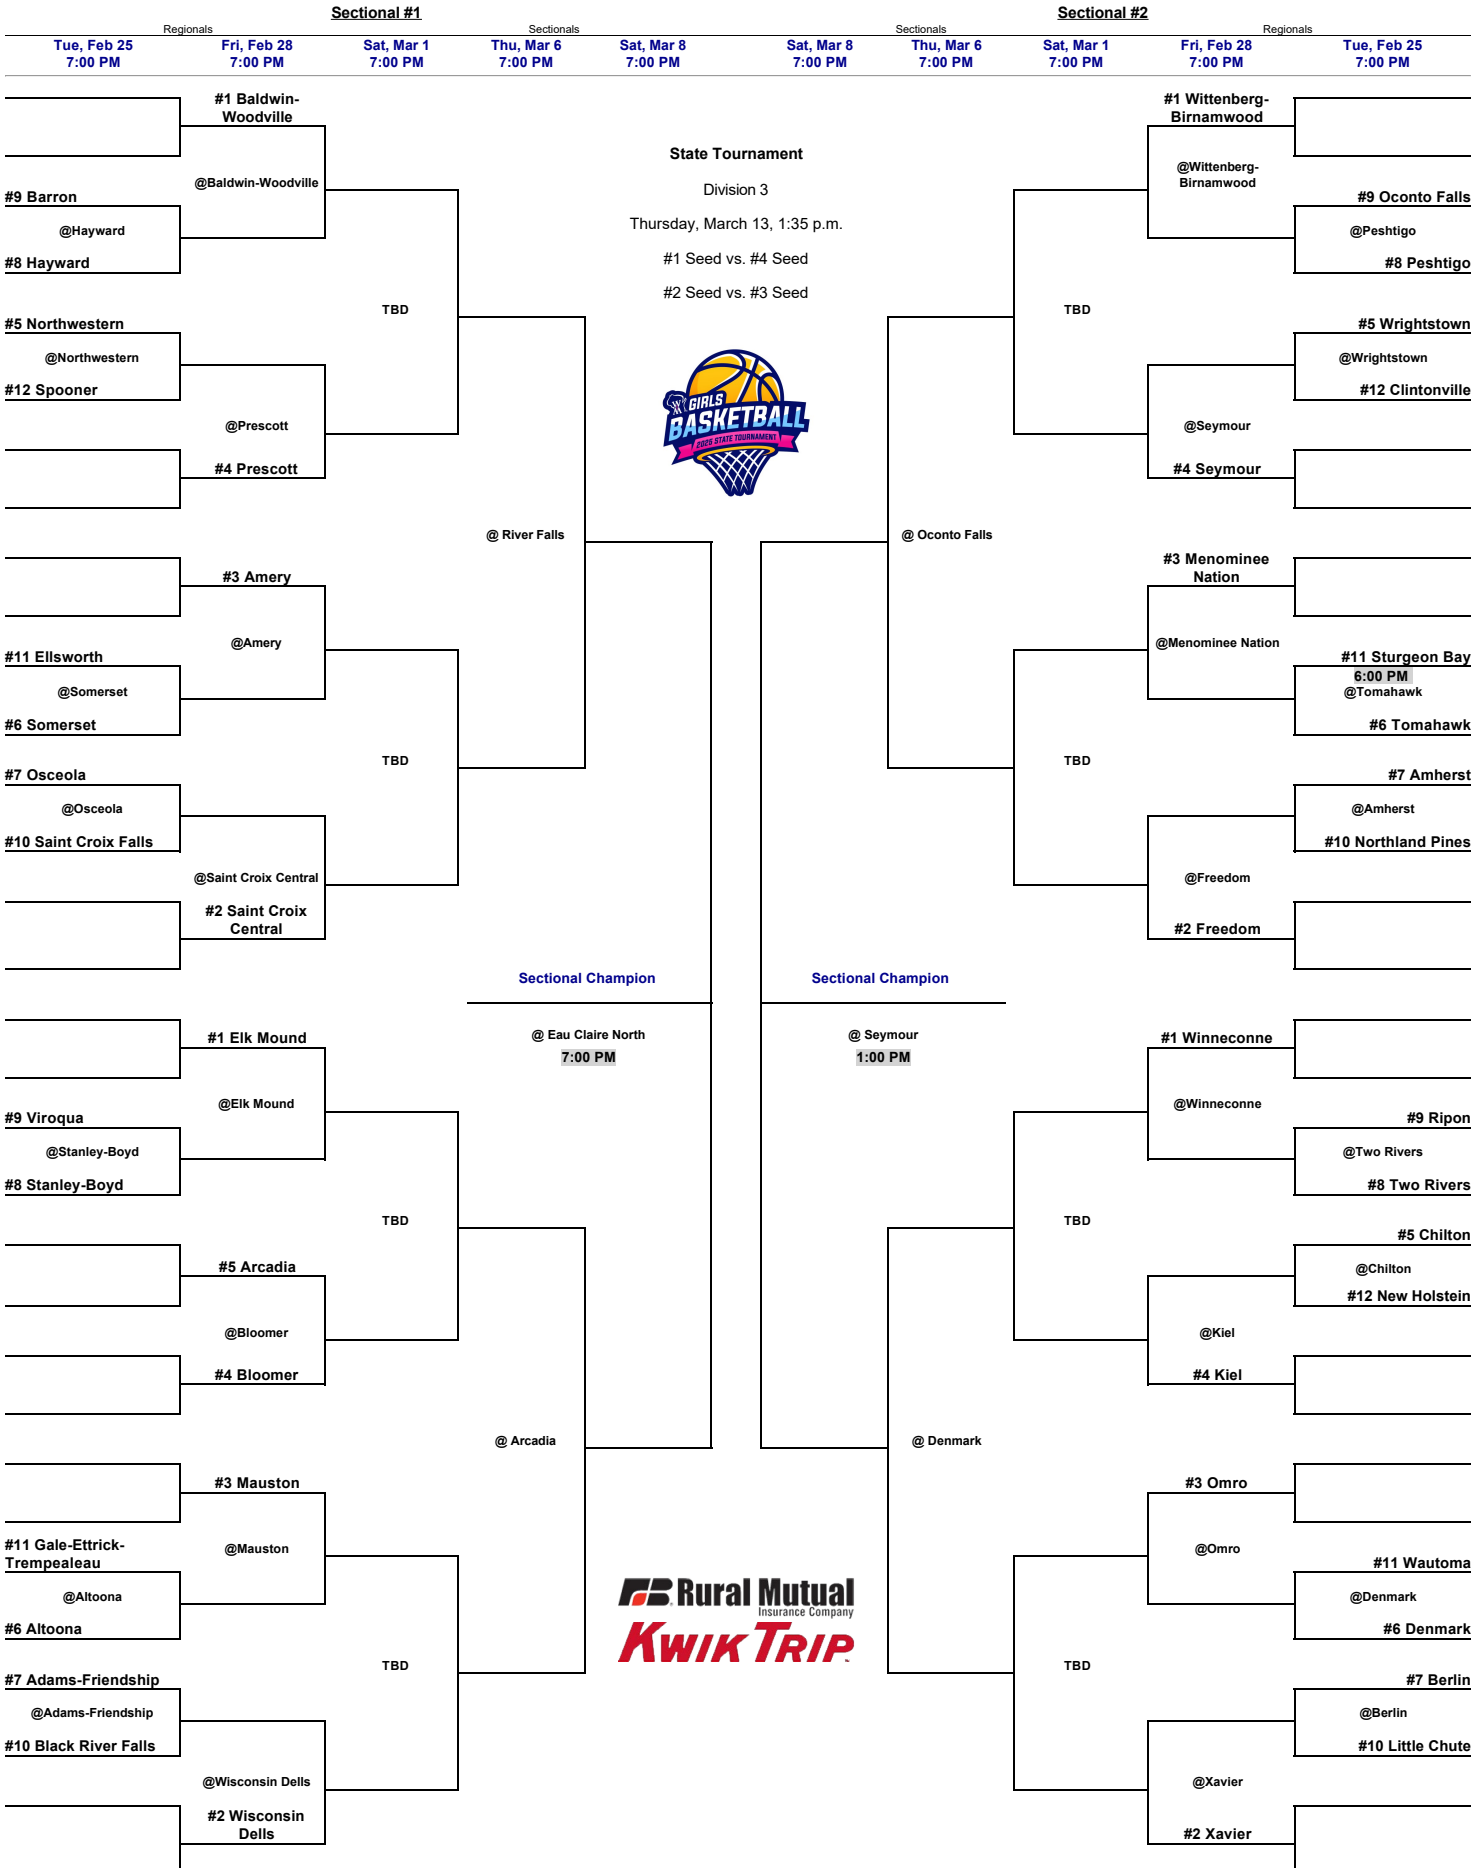 Sectional #1
Sectional #2
Regionals
Sectionals
Sectionals
Regionals
Tue, Feb 25
7:00 PM
Fri, Feb 28
7:00 PM
Sat, Mar 1
7:00 PM
Thu, Mar 6
7:00 PM
Sat, Mar 8
7:00 PM
Sat, Mar 8
7:00 PM
Thu, Mar 6
7:00 PM
Sat, Mar 1
7:00 PM
Fri, Feb 28
7:00 PM
Tue, Feb 25
7:00 PM
#1 Baldwin-
Woodville
@Baldwin-Woodville
#9 Barron
@Hayward
#8 Hayward
TBD
#5 Northwestern
@Northwestern
#12 Spooner
@Prescott
#4 Prescott
@ River Falls
#3 Amery
@Amery
#11 Ellsworth
@Somerset
#6 Somerset
TBD
#7 Osceola
@Osceola
#10 Saint Croix Falls
@Saint Croix Central
#2 Saint Croix
Central
Sectional Champion
@ Eau Claire North
7:00 PM
#1 Elk Mound
@Elk Mound
#9 Viroqua
@Stanley-Boyd
#8 Stanley-Boyd
TBD
#5 Arcadia
@Bloomer
#4 Bloomer
@ Arcadia
#3 Mauston
@Mauston
#11 Gale-Ettrick-
Trempealeau
@Altoona
#6 Altoona
TBD
#7 Adams-Friendship
@Adams-Friendship
#10 Black River Falls
@Wisconsin Dells
#2 Wisconsin
Dells
State Tournament
Division 3
Thursday, March 13, 1:35 p.m.
#1 Seed vs. #4 Seed
#2 Seed vs. #3 Seed
GIRLS
BASKETBALL
2025 STATE TOURNAMENT
Rural Mutual
Insurance Company
KWIK TRIP
#1 Wittenberg-
Birnamwood
@Wittenberg-
Birnamwood
#9 Oconto Falls
@Peshtigo
#8 Peshtigo
TBD
#5 Wrightstown
@Wrightstown
#12 Clintonville
@Seymour
#4 Seymour
@ Oconto Falls
#3 Menominee
Nation
@Menominee Nation
#11 Sturgeon Bay
6:00 PM
@Tomahawk
#6 Tomahawk
TBD
#7 Amherst
@Amherst
#10 Northland Pines
@Freedom
#2 Freedom
Sectional Champion
@ Seymour
1:00 PM
#1 Winneconne
@Winneconne
#9 Ripon
@Two Rivers
#8 Two Rivers
TBD
#5 Chilton
@Chilton
#12 New Holstein
@Kiel
#4 Kiel
@ Denmark
#3 Omro
@Omro
#11 Wautoma
@Denmark
#6 Denmark
TBD
#7 Berlin
@Berlin
#10 Little Chute
@Xavier
#2 Xavier